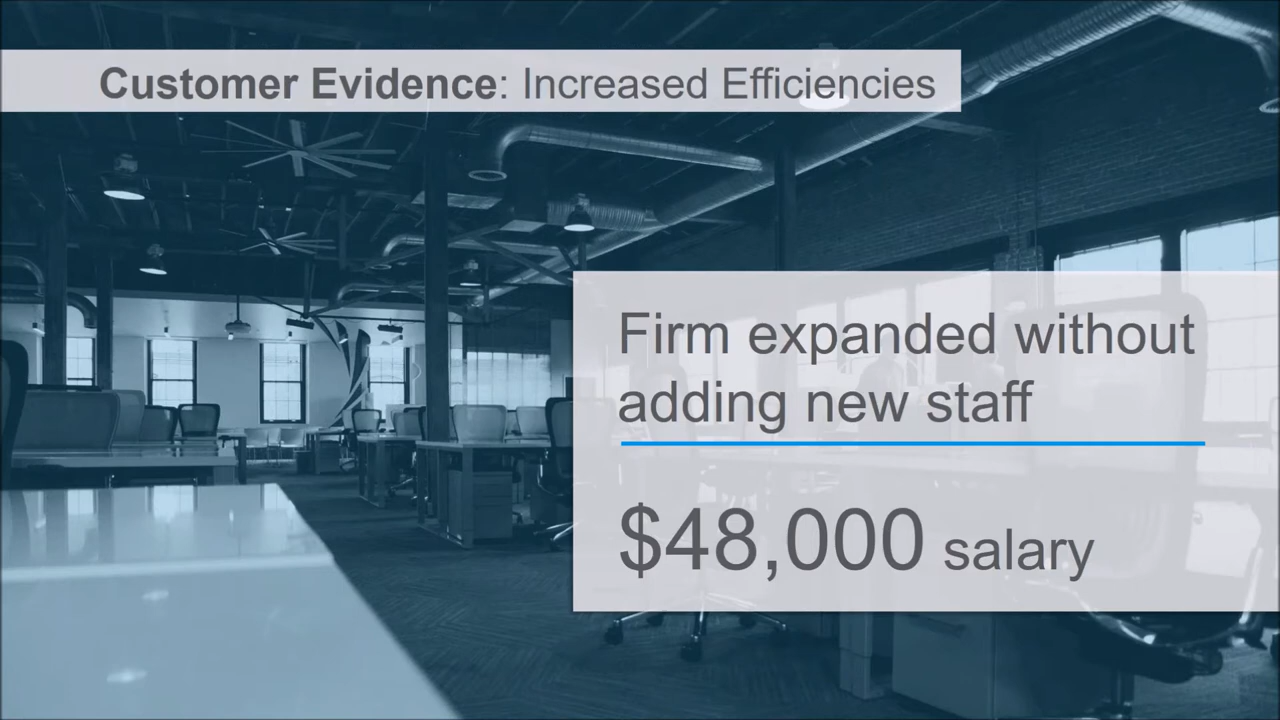 Customer Evidence: Increased Efficiencies
Firm expanded without
adding new staff
$48,000 salary